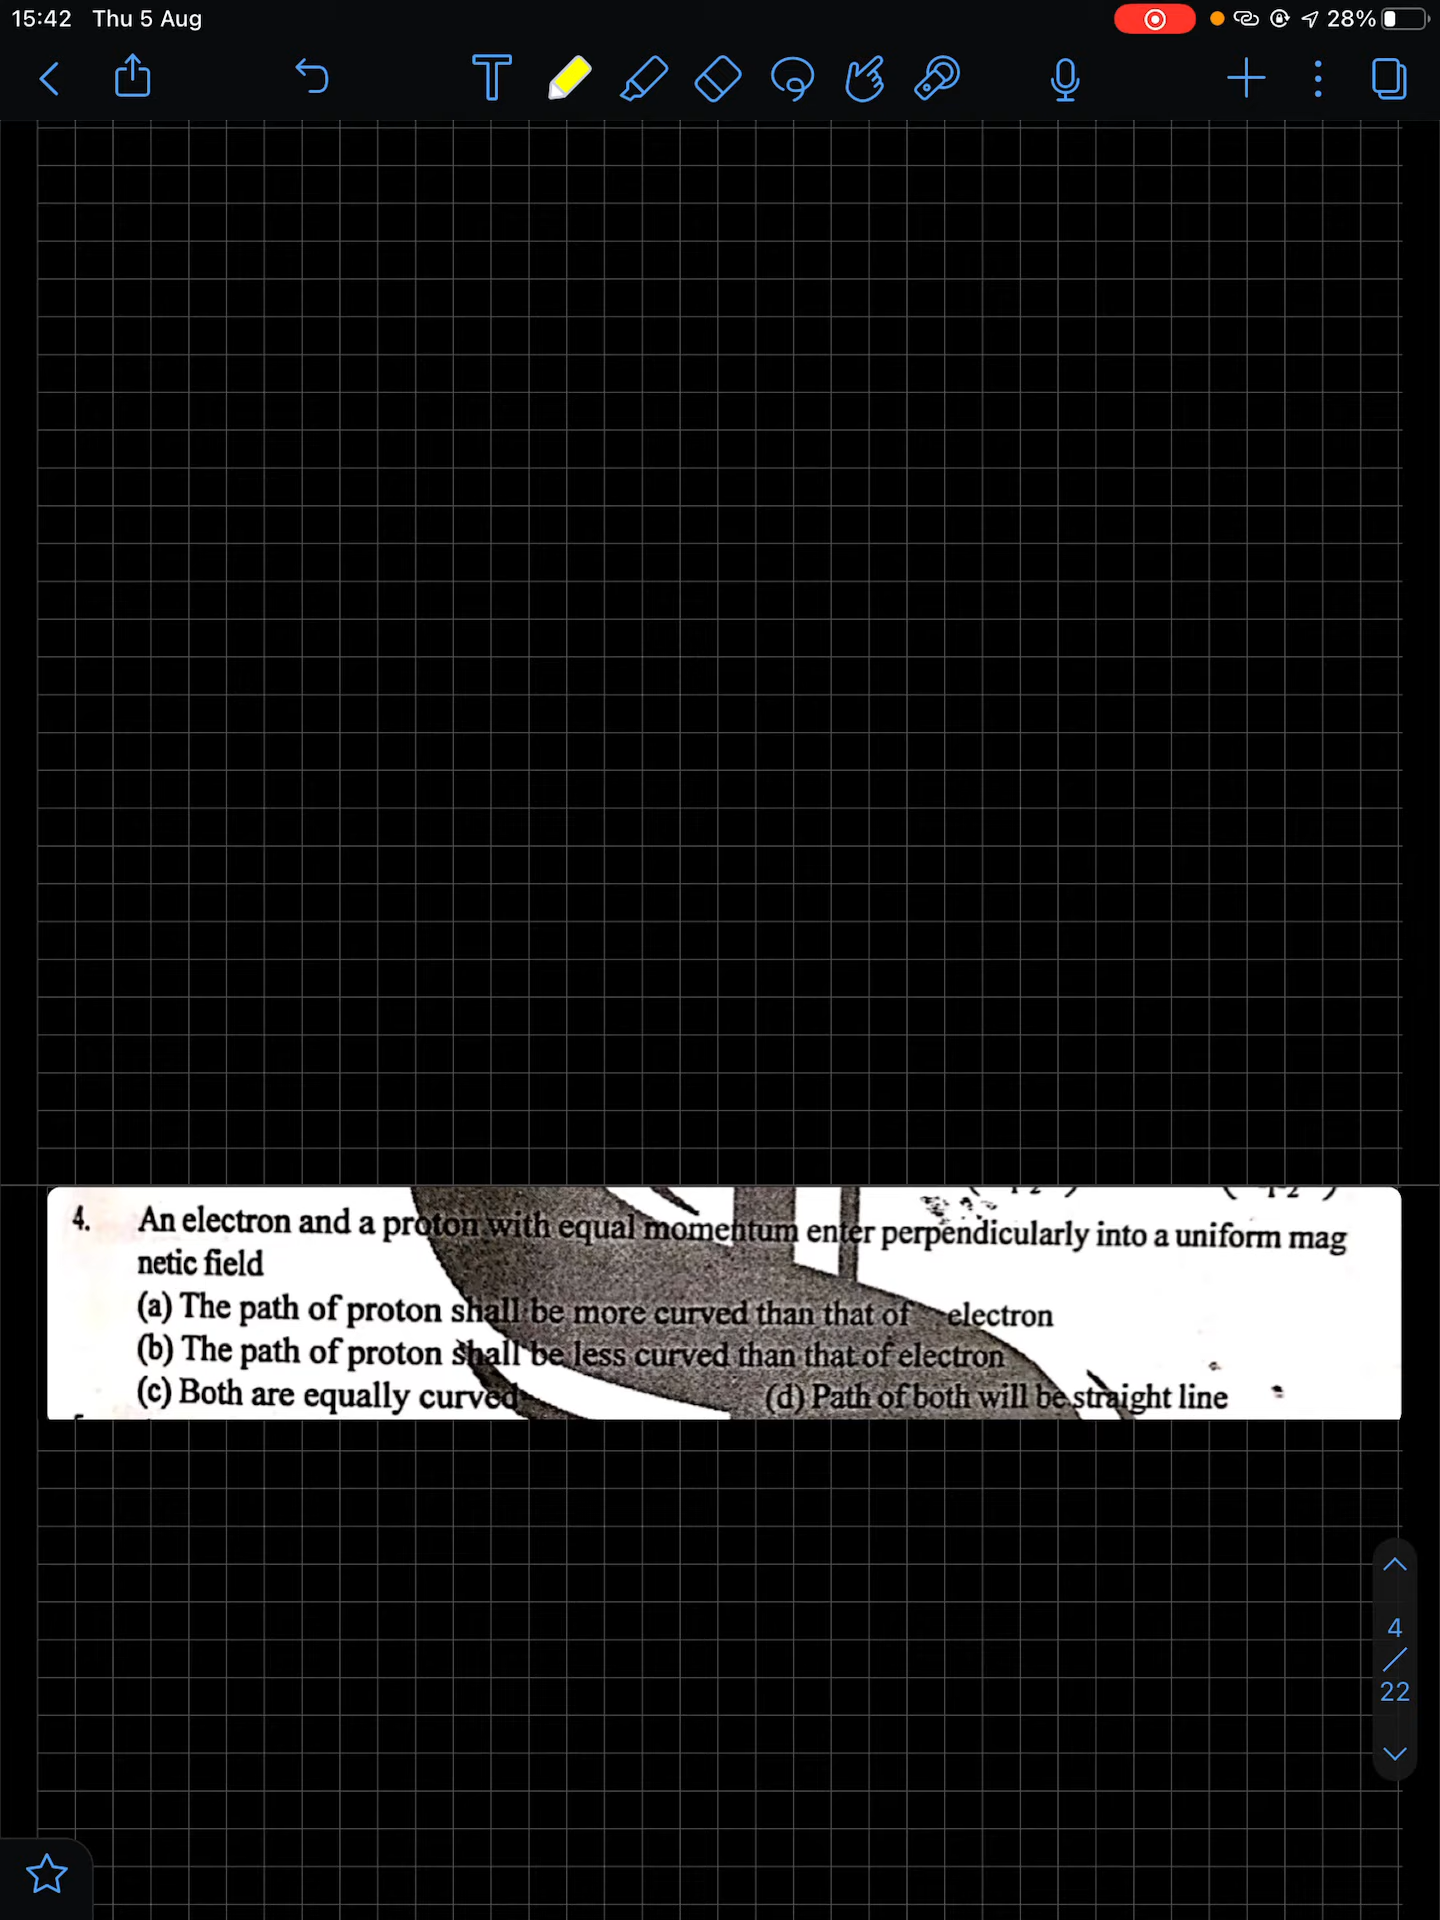 15:42 Thu 5 Aug
28%
T
4. An electron and a proton with equal momentum enter perpendicularly into a uniform mag
netic field
(a) The path of proton shall be more curved than that of electron
(b) The path of proton shall be less curved than that of electron
(c) Both are equally curved (d) Path of both will be straight line
4
/
22